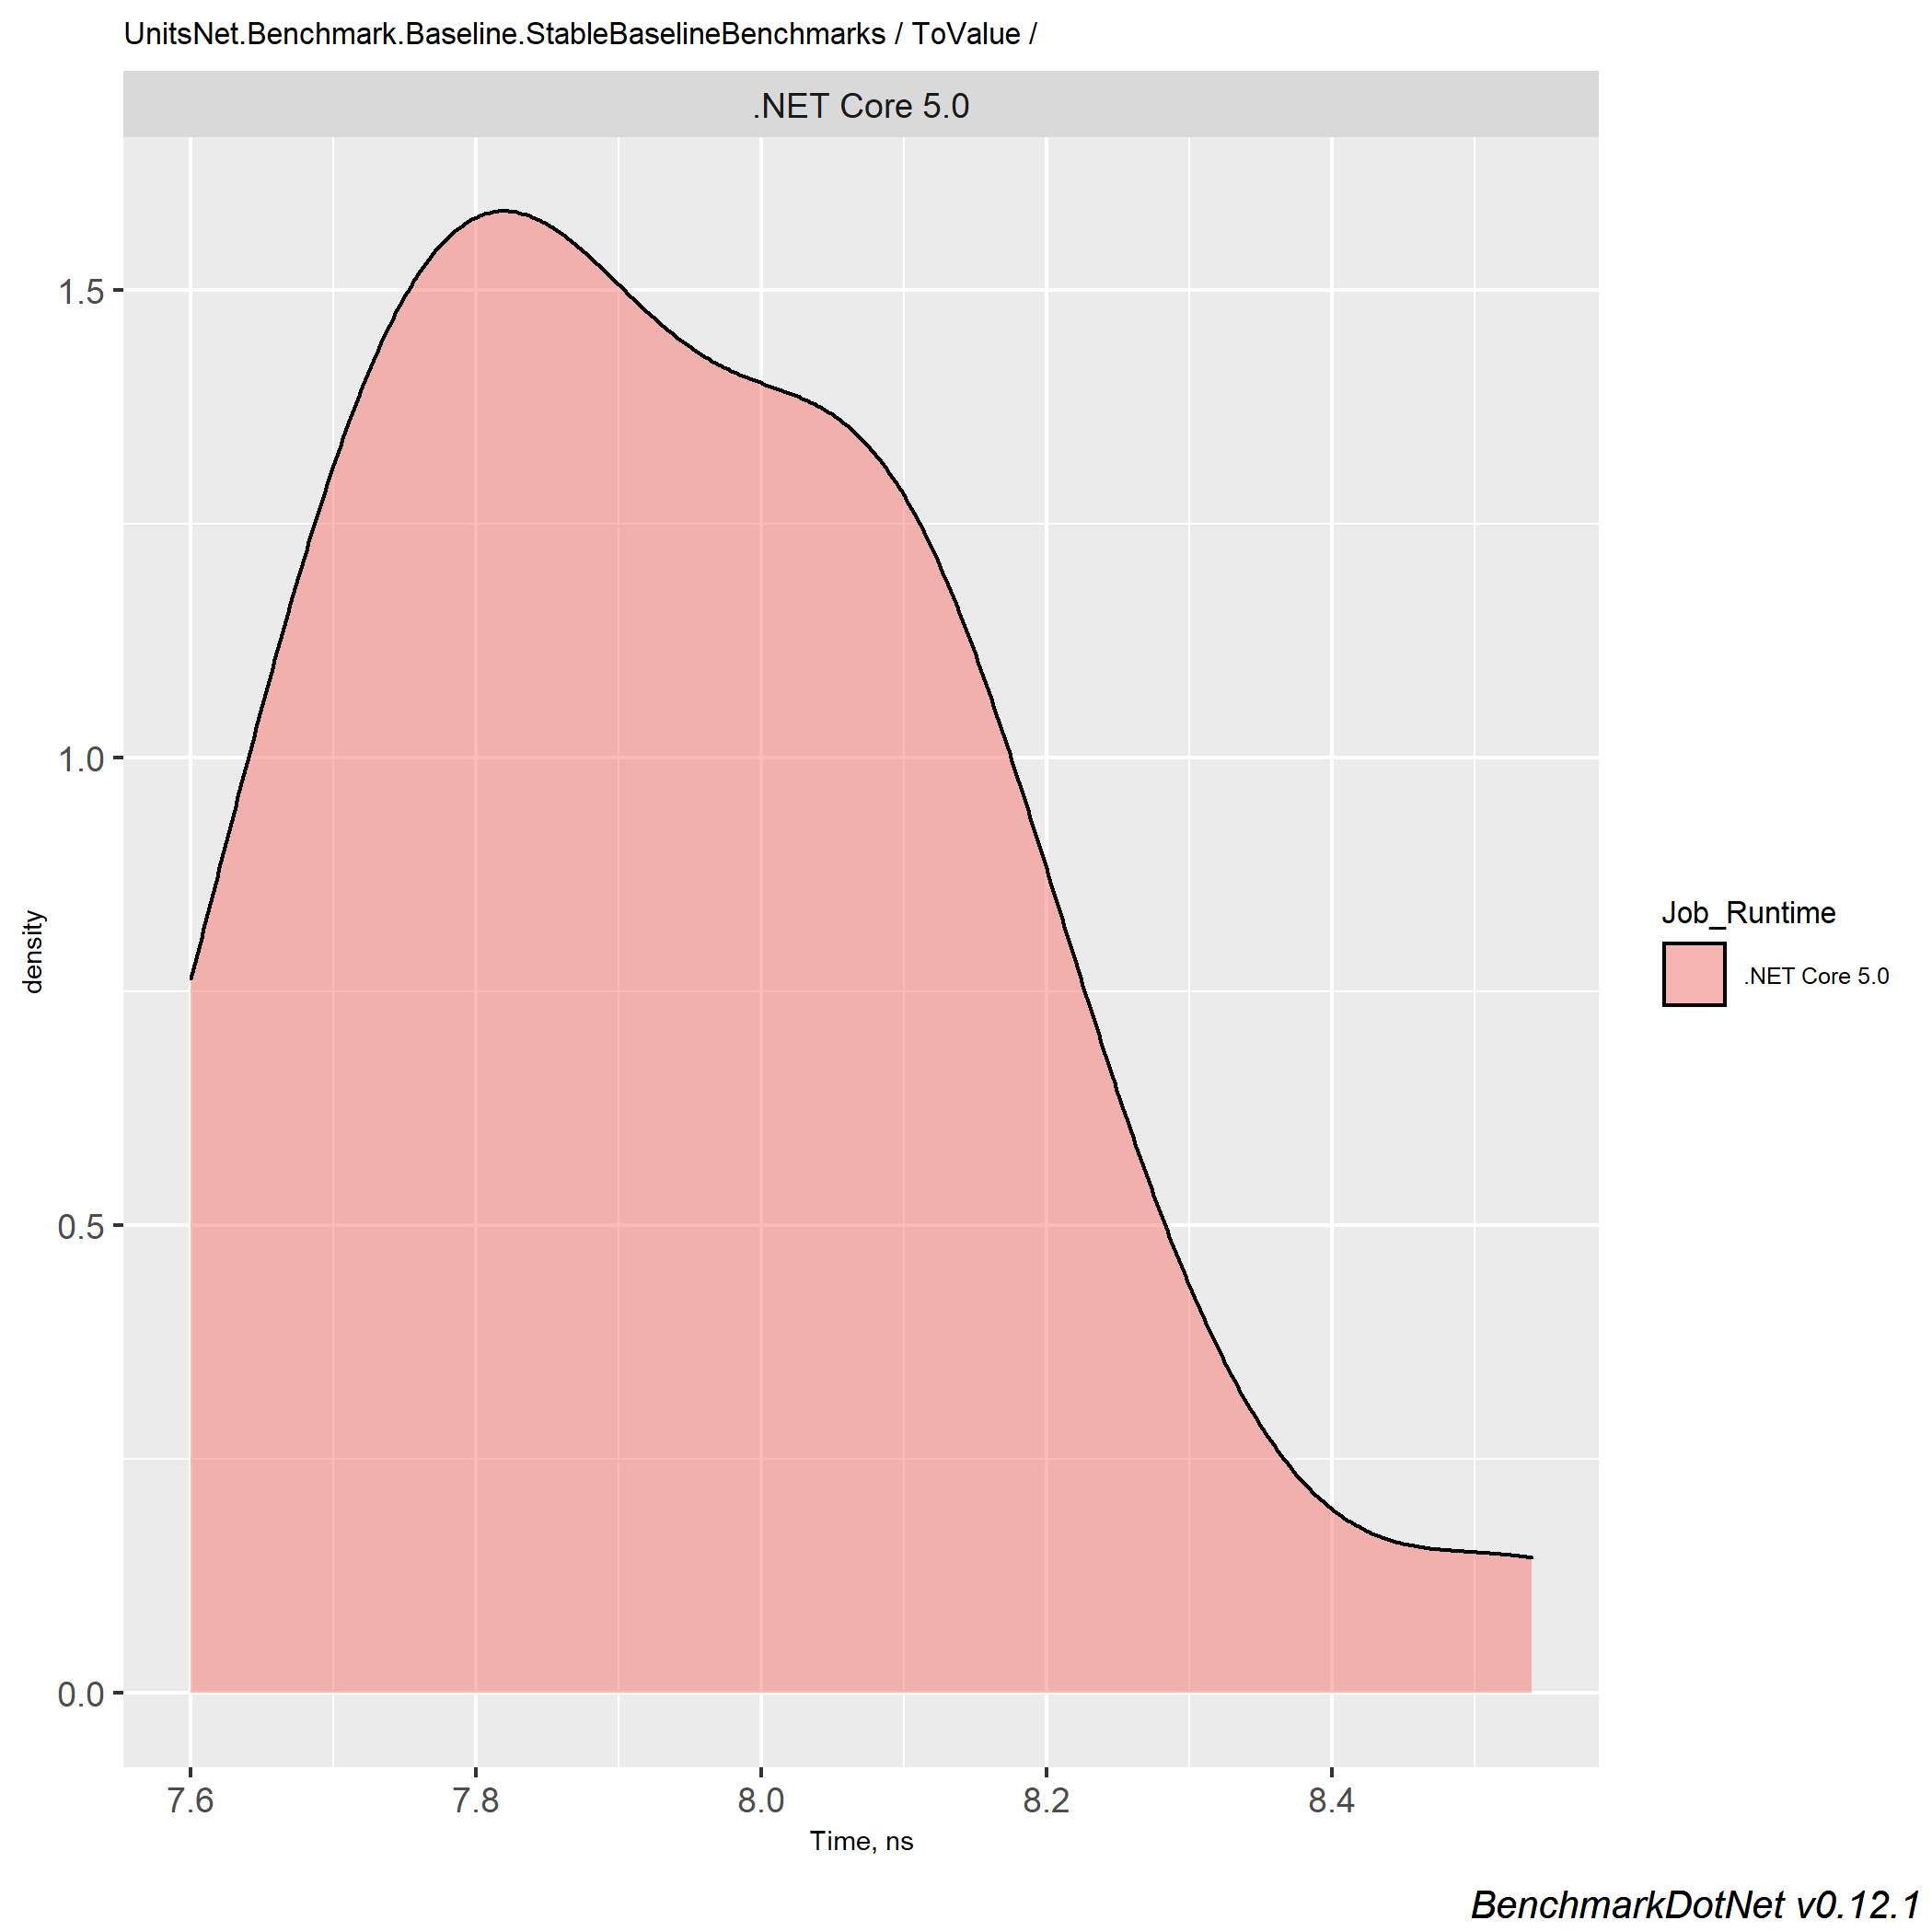 UnitsNet.Benchmark.Baseline.StableBaselineBenchmarks / ToValue /
.NET Core 5.0
1.5
1.0
0.5
0.0
density
7.6 7.8 8.0 8.2 8.4
Time, ns
Job_Runtime
.NET Core 5.0
BenchmarkDotNet v0.12.1